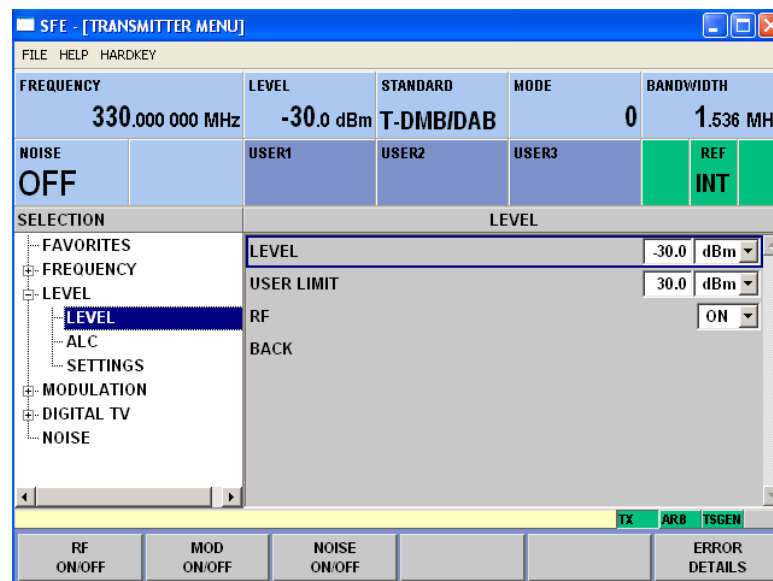 SFE - [TRANSMITTER MENU]
FILE HELP HARDKEY
FREQUENCY LEVEL STANDARD MODE BANDWIDTH
330.000 000 MHz -30.0 dBm T-DMB/DAB 0 1.536 MH
NOISE USER1 USER2 USER3 REF
OFF INT
SELECTION LEVEL
FAVORITES
FREQUENCY
LEVEL
LEVEL
ALC
SETTINGS
MODULATION
DIGITAL TV
NOISE
LEVEL -30.0 dBm
USER LIMIT 30.0 dBm
RF ON
BACK
TX ARB TSGEN
RF MOD NOISE ERROR
ON/OFF ON/OFF ON/OFF DETAILS